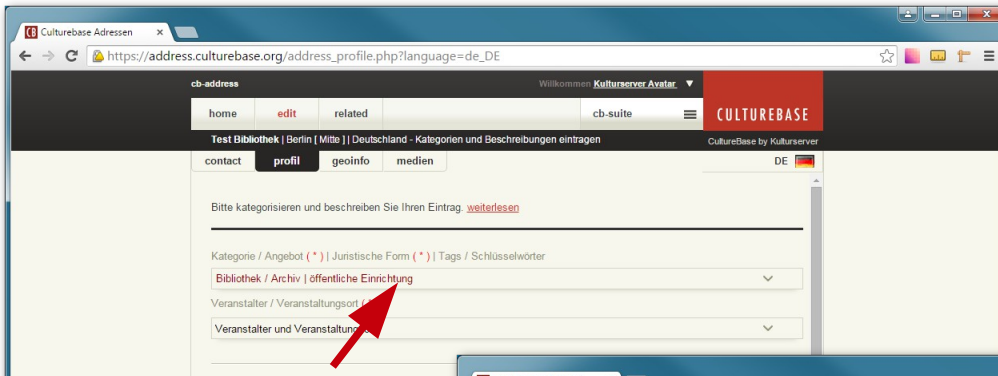 Culturebase Adressen
https://address.culturebase.org/address_profile.php?language=de_DE
cb-address
Willkommen Kulturserver Avatar
home edit related cb-suite
CULTUREBASE
Test Bibliothek | Berlin [ Mitte ] | Deutschland - Kategorien und Beschreibungen eintragen
CultureBase by Kulturserver
contact profil geoinfo medien DE
Bitte kategorisieren und beschreiben Sie Ihren Eintrag. weiterlesen
Kategorie / Angebot ( * ) | Juristische Form ( * ) | Tags / Schlüsselwörter
Bibliothek / Archiv | öffentliche Einrichtung
Veranstalter / Veranstaltungsort (
Veranstalter und